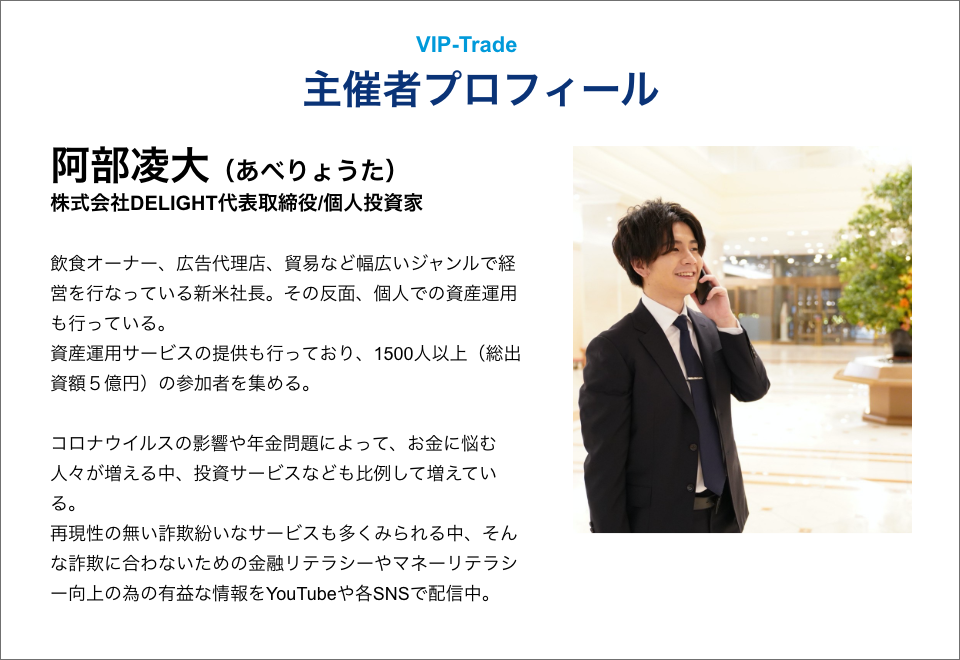 VIP-Trade
主催者プロフィール
阿部凌大（あべりょうた）
株式会社DELIGHT代表取締役/個人投資家
飲食オーナー、広告代理店、貿易など幅広いジャンルで経
営を行なっている新米社長。その反面、個人での資産運用
も行っている。
資産運用サービスの提供も行っており、1500人以上（総出
資額５億円）の参加者を集める。
コロナウイルスの影響や年金問題によって、お金に悩む
人々が増える中、投資サービスなども比例して増えてい
る。
再現性の無い詐欺紛いなサービスも多くみられる中、そん
な詐欺に合わないための金融リテラシーやマネーリテラシ
ー向上の為の有益な情報をYouTubeや各SNSで配信中。